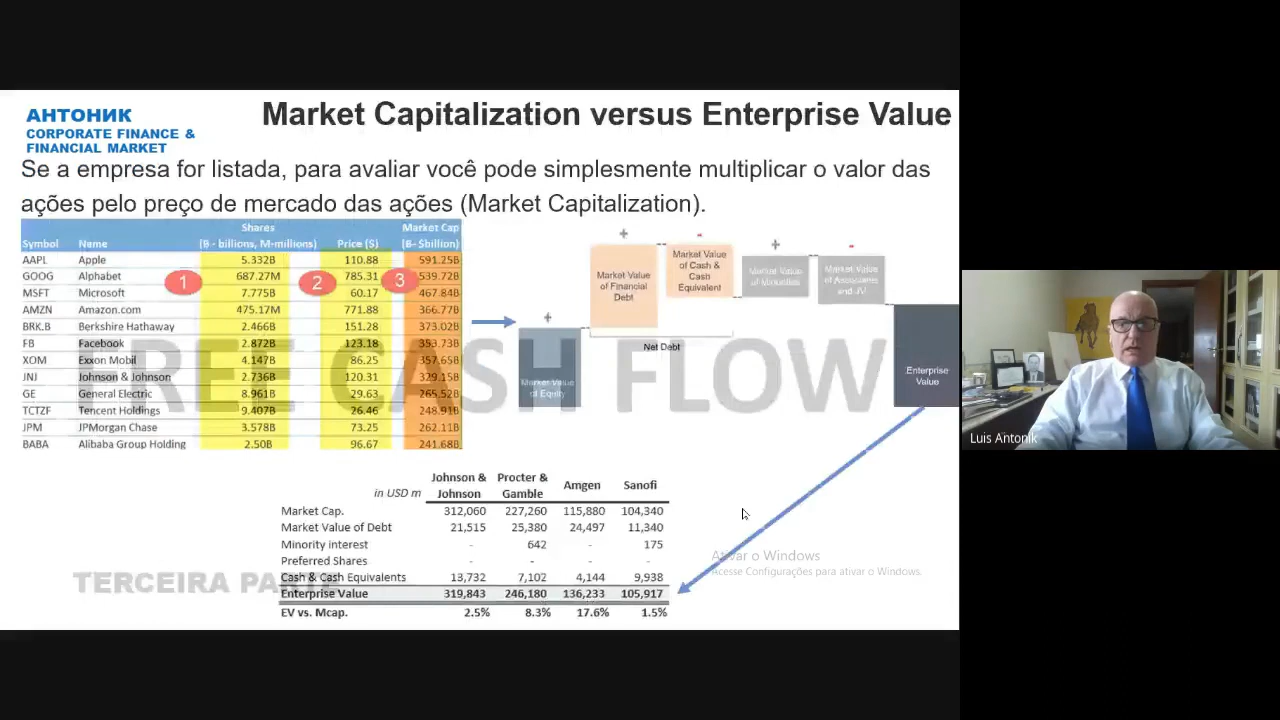 АНТОНИК
CORPORATE FINANCE &
FINANCIAL MARKET
Market Capitalization versus Enterprise Value
Se a empresa for listada, para avaliar você pode simplesmente multiplicar o valor das
ações pelo preço de mercado das ações (Market Capitalization).
Shares Market Cap
Symbol Name (B - billions, M-millions) Price ($) (B- $billion)
AAPL Apple 5.332B 110.88 591.25B
GOOG Alphabet 687.27M 785.31 539.72B
MSFT Microsoft 7.775B 60.17 467.84B
AMZN Amazon.com 475.17M 771.88 366.77B
BRK.B Berkshire Hathaway 2.466B 151.28 373.02B
FB Facebook 2.872B 123.18 353.73B
XOM Exxon Mobil 4.147B 86.25 357.65B
JNJ Johnson & Johnson 2.736B 120.31 329.15B
GE General Electric 8.961B 29.63 265.52B
TCTZF Tencent Holdings 9.407B 26.46 248.91B
JPM JPMorgan Chase 3.578B 73.25 262.11B
BABA Alibaba Group Holding 2.50B 96.67 241.68B
1 2 3
+ + - + -
Market Value
of Equity
Market Value
of Financial
Debt
Market Value
of Cash &
Cash
Equivalent
Market Value
of Minorities
Market Value
of Associates
and JV
Net Debt
Enterprise
Value
FREE CASH FLOW
Luis Antonik
in USD m Johnson & Johnson Procter & Gamble Amgen Sanofi
Market Cap. 312,060 227,260 115,880 104,340
Market Value of Debt 21,515 25,380 24,497 11,340
Minority interest - 642 - 175
Preferred Shares - - - -
Cash & Cash Equivalents 13,732 7,102 4,144 9,938
Enterprise Value 319,843 246,180 136,233 105,917
EV vs. Mcap. 2.5% 8.3% 17.6% 1.5%
TERCEIRA PARTE
Ativar o Windows
Acesse Configurações para ativar o Windows.